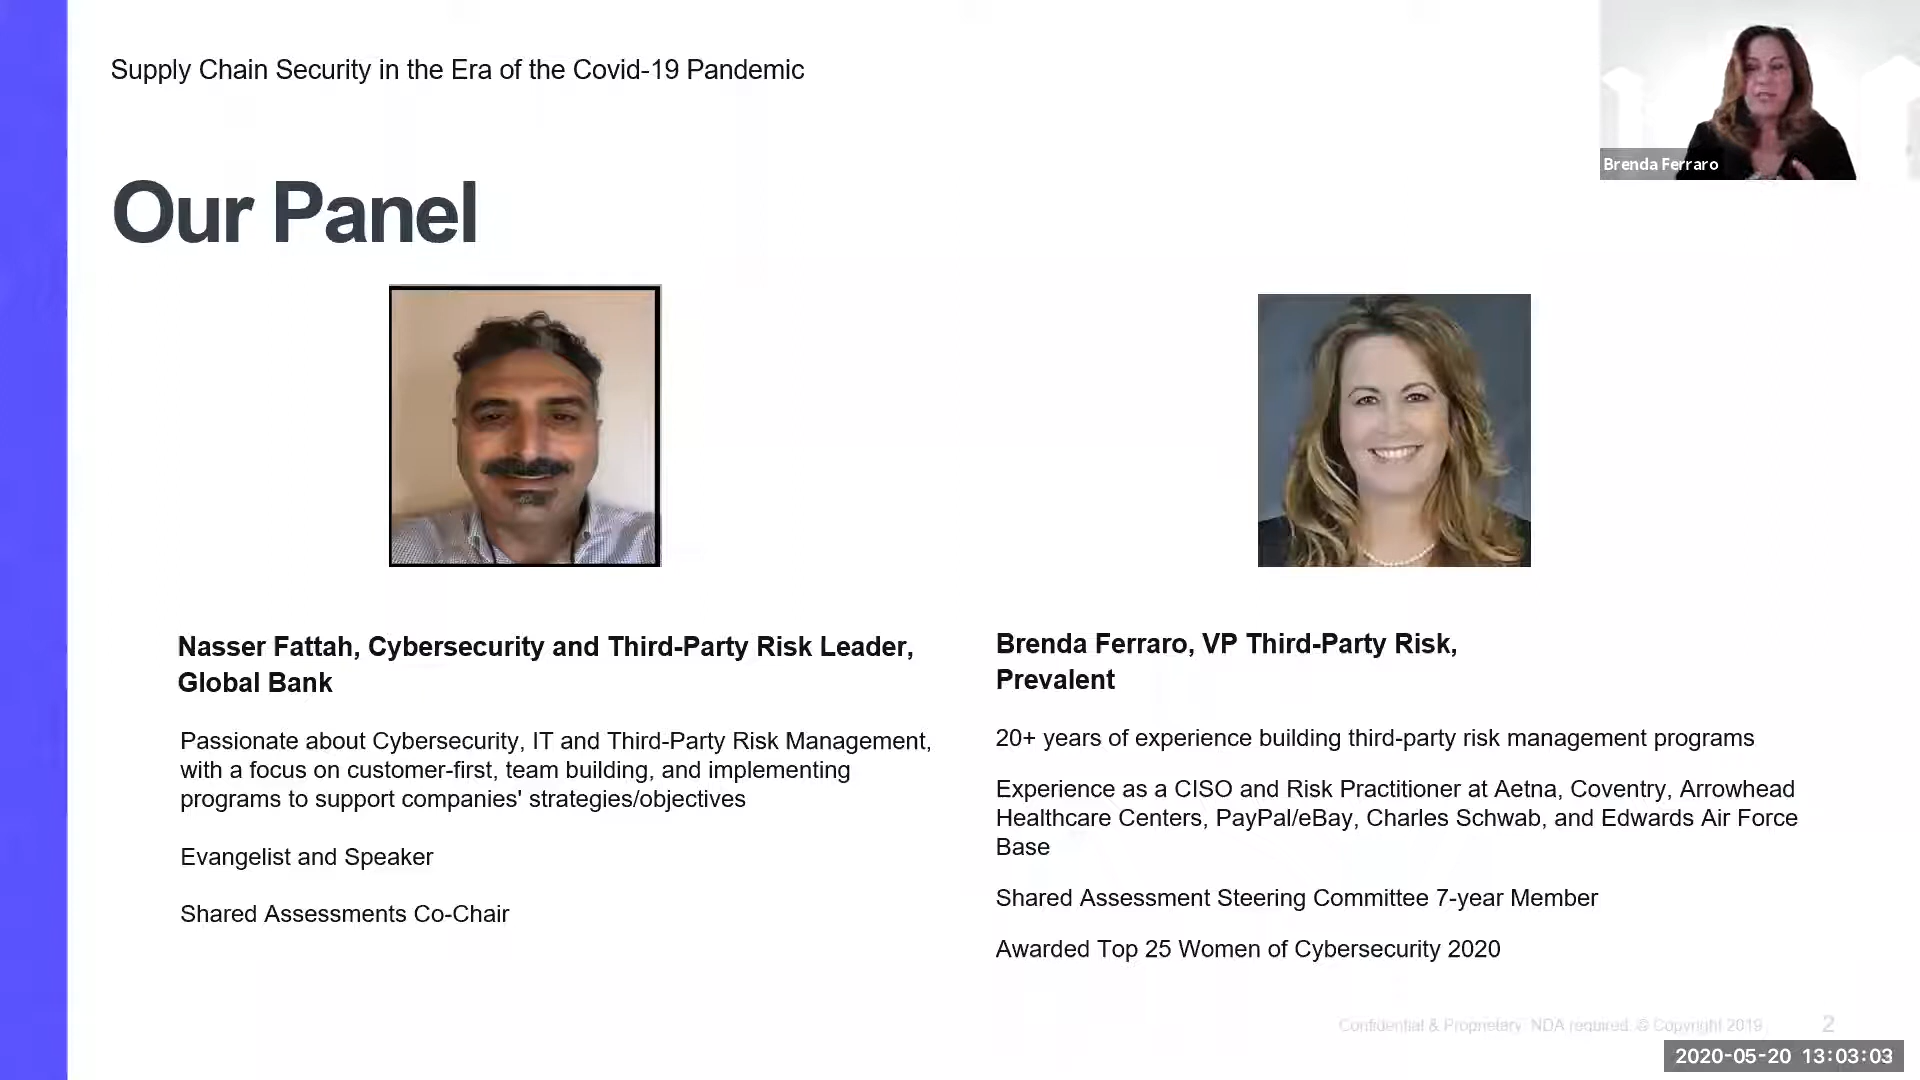 Supply Chain Security in the Era of the Covid-19 Pandemic
Brenda Ferraro
Our Panel
Nasser Fattah, Cybersecurity and Third-Party Risk Leader,
Global Bank
Passionate about Cybersecurity, IT and Third-Party Risk Management,
with a focus on customer-first, team building, and implementing
programs to support companies' strategies/objectives
Evangelist and Speaker
Shared Assessments Co-Chair
Brenda Ferraro, VP Third-Party Risk,
Prevalent
20+ years of experience building third-party risk management programs
Experience as a CISO and Risk Practitioner at Aetna, Coventry, Arrowhead
Healthcare Centers, PayPal/eBay, Charles Schwab, and Edwards Air Force
Base
Shared Assessment Steering Committee 7-year Member
Awarded Top 25 Women of Cybersecurity 2020
Confidential & Proprietary. NDA required. © Copyright 2019
2
2020-05-20 13:03:03